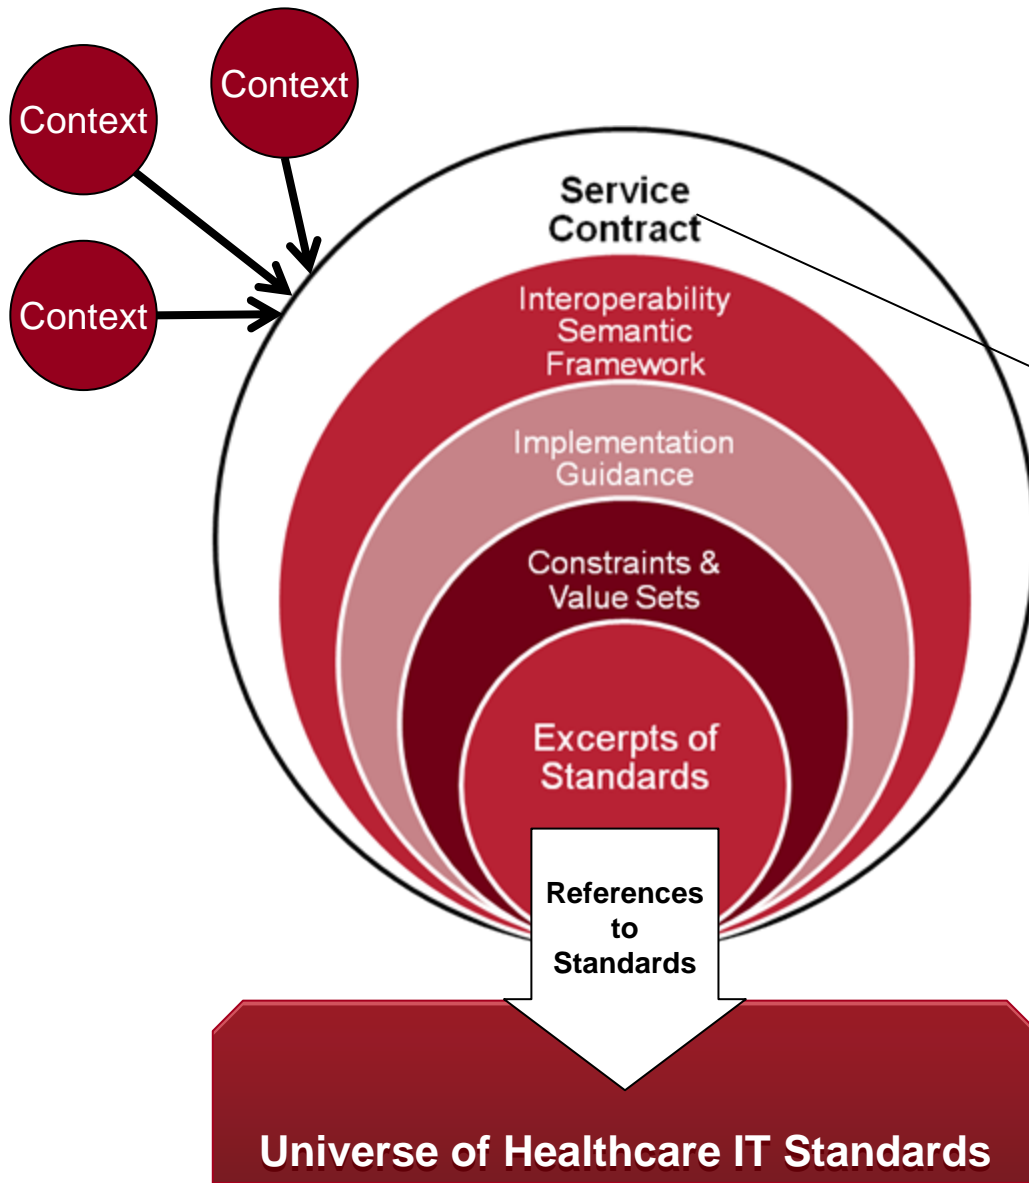 Context
Context
Context
Service
Contract
Interoperability
Semantic
Framework
Implementation
Guidance
Constraints &
Value Sets
Excerpts of
Standards
References
to
Standards
Universe of Healthcare IT Standards